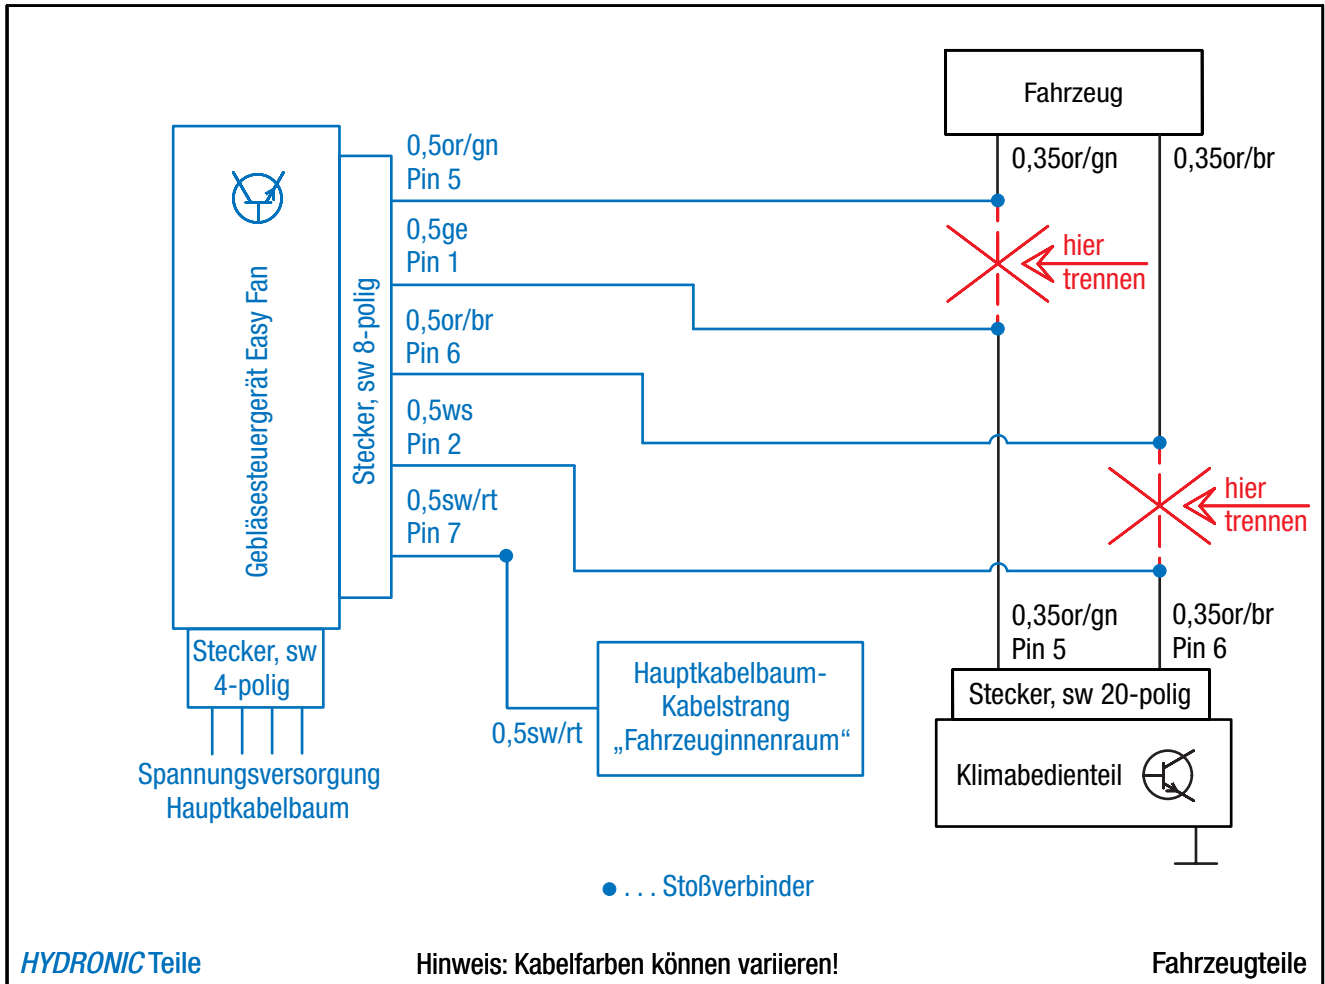 Fahrzeug
0,35or/gn
0,35or/br
0,5or/gn
Pin 5
0,5ge
Pin 1
0,5or/br
Pin 6
0,5ws
Pin 2
0,5sw/rt
Pin 7
Gebläsesteuergerät Easy Fan
Stecker, sw 8-polig
hier
trennen
hier
trennen
Stecker, sw
4-polig
Spannungsversorgung
Hauptkabelbaum
0,5sw/rt
Hauptkabelbaum-
Kabelstrang
„Fahrzeuginnenraum“
0,35or/gn
Pin 5
0,35or/br
Pin 6
Stecker, sw 20-polig
Klimabedienteil
. . . Stoßverbinder
HYDRONIC Teile
Hinweis: Kabelfarben können variieren!
Fahrzeugteile